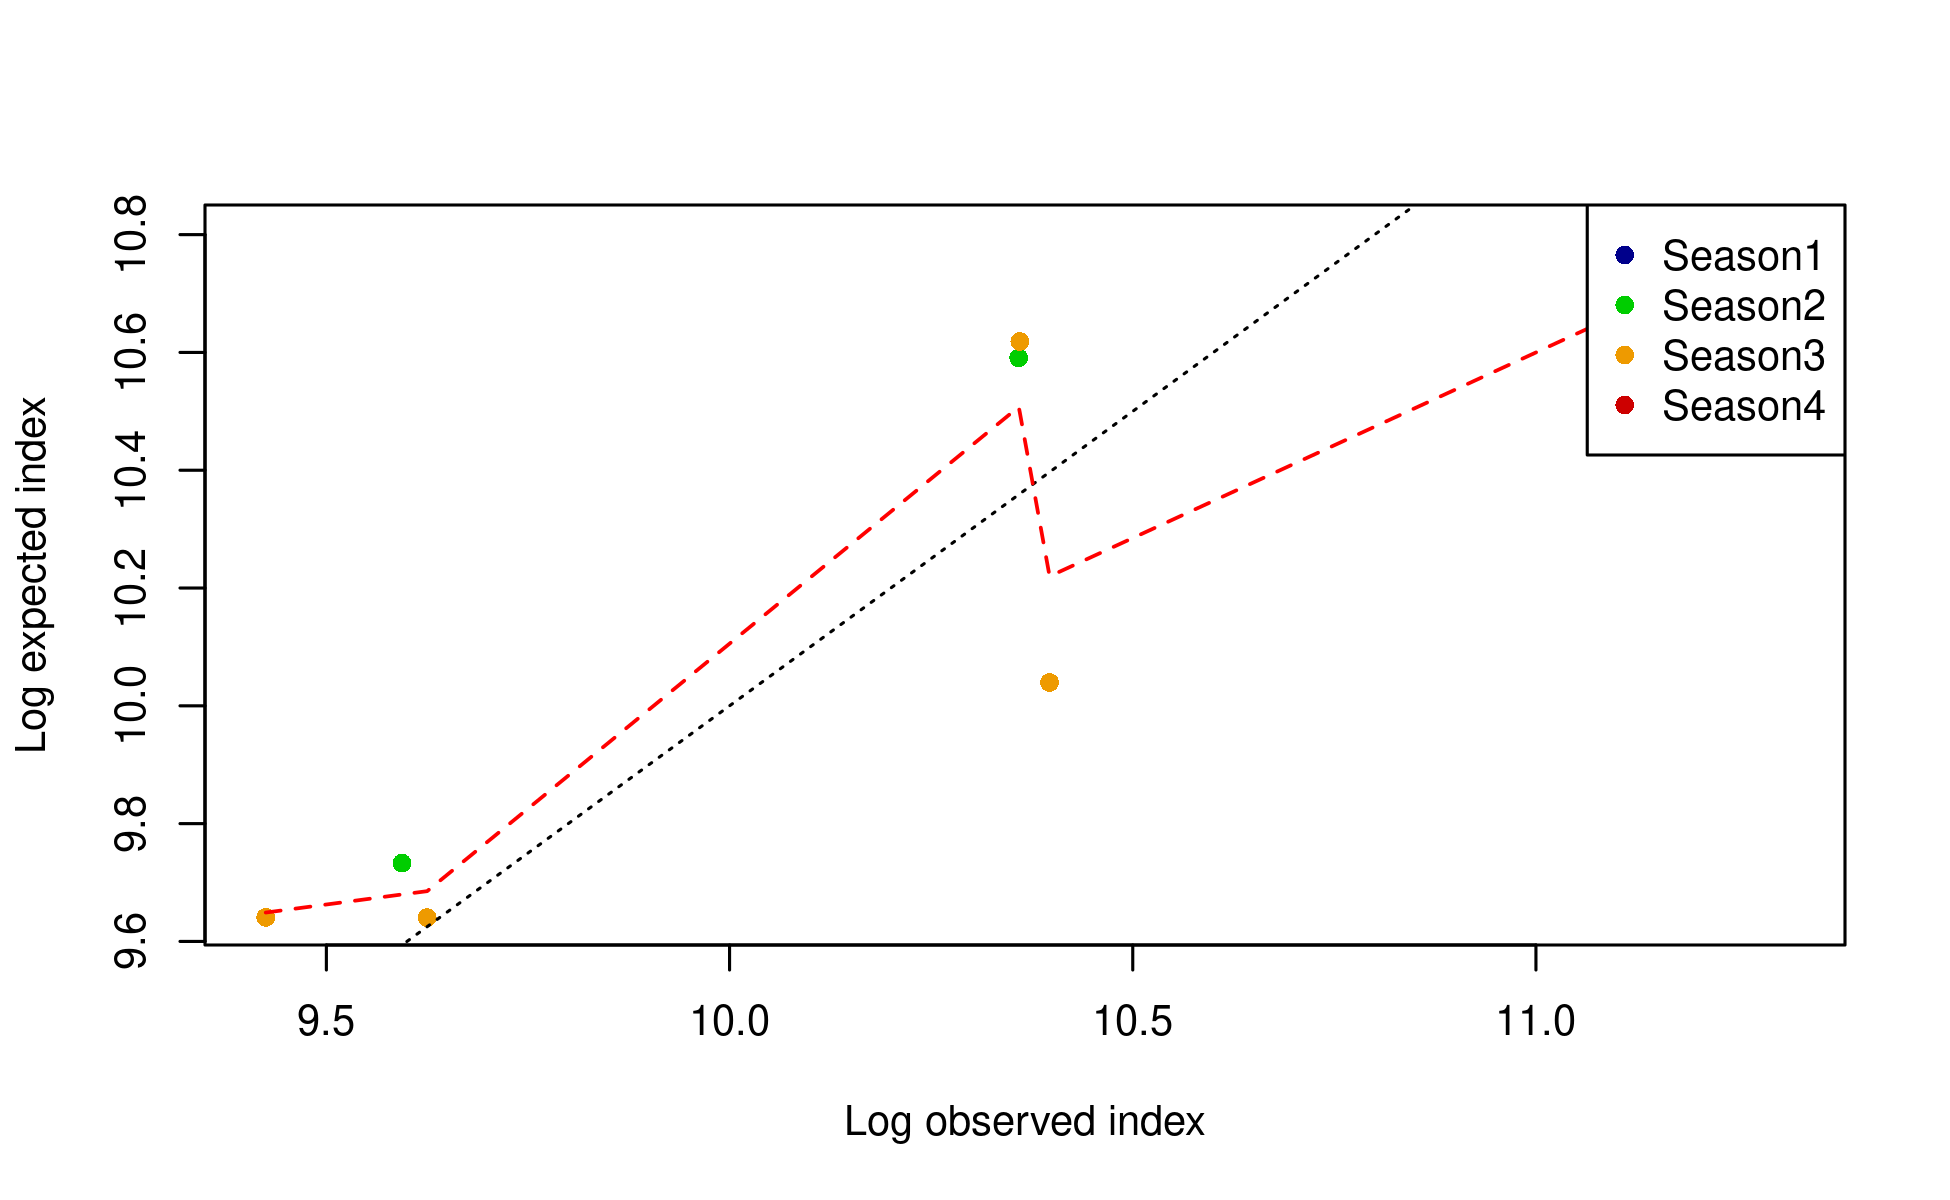 10.8
10.6
10.4
10.2
10.0
9.8
9.6
Log expected index
Season1
Season2
Season3
Season4
9.5 10.0 10.5 11.0
Log observed index